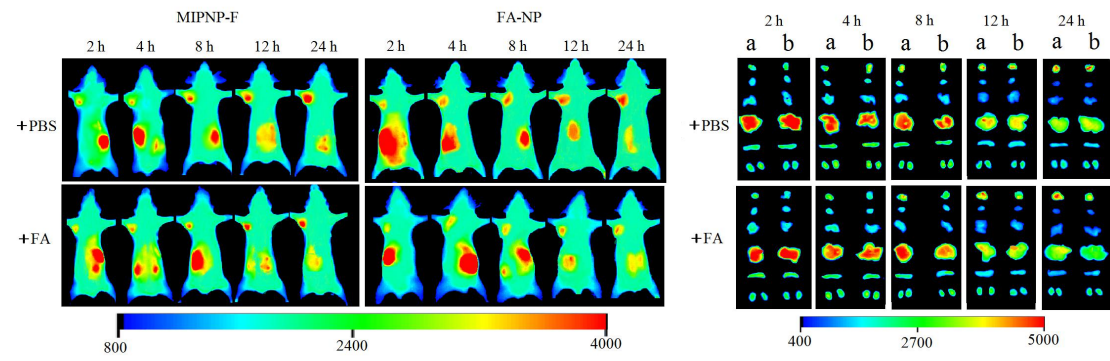 MIPNP-F FA-NP
2 h 4 h 8 h 12 h 24 h 2 h 4 h 8 h 12 h 24 h
2 h 4 h 8 h 12 h 24 h
a b a b a b a b a b
+PBS +PBS
+FA +FA
800 2400 4000
400 2700 5000